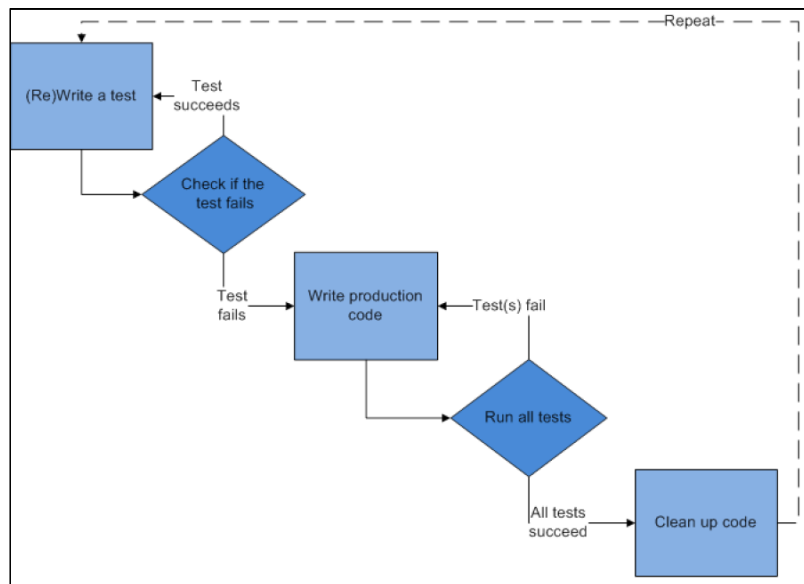 Repeat
(Re)Write a test
Test
succeeds
Check if the
test fails
Test
fails
Write production
code
Test(s) fail
Run all tests
All tests
succeed
Clean up code